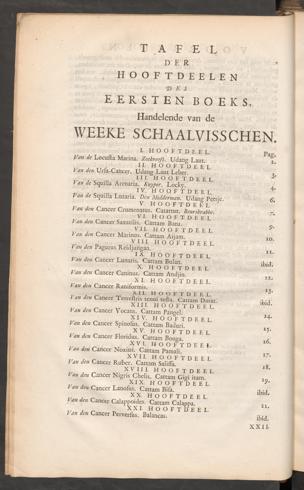 TAFEL
DER
HOOFTDEELEN
DES
EERSTEN BOEKS,
Handelende van de
WEEKE SCHAALVISSCHEN.
I. HOOFTDEEL. Pag.
Van de Locusta Marina. Zeekreeft. Udang Laut. 1.
II. HOOFTDEEL.
Van den Ursa-Cancer. Udang Laut Leber. 3.
III. HOOFTDEEL.
Van de Squilla Arenaria. Locky. 4.
IV. HOOFTDEEL.
Van de Squilla Lutaria. Den Modderman. Udang Petsje. 6.
V. HOOFTDEEL.
Van den Cancer Crumenatus. Catattut. Beurskrabbe. 7.
VI. HOOFTDEEL.
Van den Cancer Saxatilis. Cattam Batu. 9.
VII. HOOFTDEEL.
Van den Cancer Marinus. Cattam Aijam. 10.
VIII. HOOFTDEEL.
Van den Pagurus Reidjungan. 11.
IX. HOOFTDEEL.
Van den Cancer Lunaris. Cattam Bulan. ibid.
X. HOOFTDEEL.
Van den Cancer Caninus. Cattam Andjin. 12.
XI. HOOFTDEEL.
Van den Cancer Raniformis. 13.
XII. HOOFTDEEL.
Van den Cancer Terrestris tenui testa. Cattam Darat. ibid.
XIII. HOOFTDEEL.
Van den Cancer Vocans. Cattam Pangel. 14.
XIV. HOOFTDEEL.
Van den Cancer Spinosus. Cattam Baduri. 15.
XV. HOOFTDEEL.
Van den Cancer Floridus. Cattam Bonga. 16.
XVI. HOOFTDEEL.
Van den Cancer Noxius. Cattam Pamali. 17.
XVII. HOOFTDEEL.
Van den Cancer Ruber. Cattam Salissa. 18.
XVIII. HOOFTDEEL.
Van den Cancer Nigris Chelis. Cattam Gigi itam. 19.
XIX. HOOFTDEEL.
Van den Cancer Lanosus. Cattam Bisa. ibid.
XX. HOOFTDEEL.
Van den Cancer Calappoides. Cattam Calappa. 21.
XXI. HOOFTDEEL.
Van den Cancer Perversus. Balancas. ibid.
XXII.